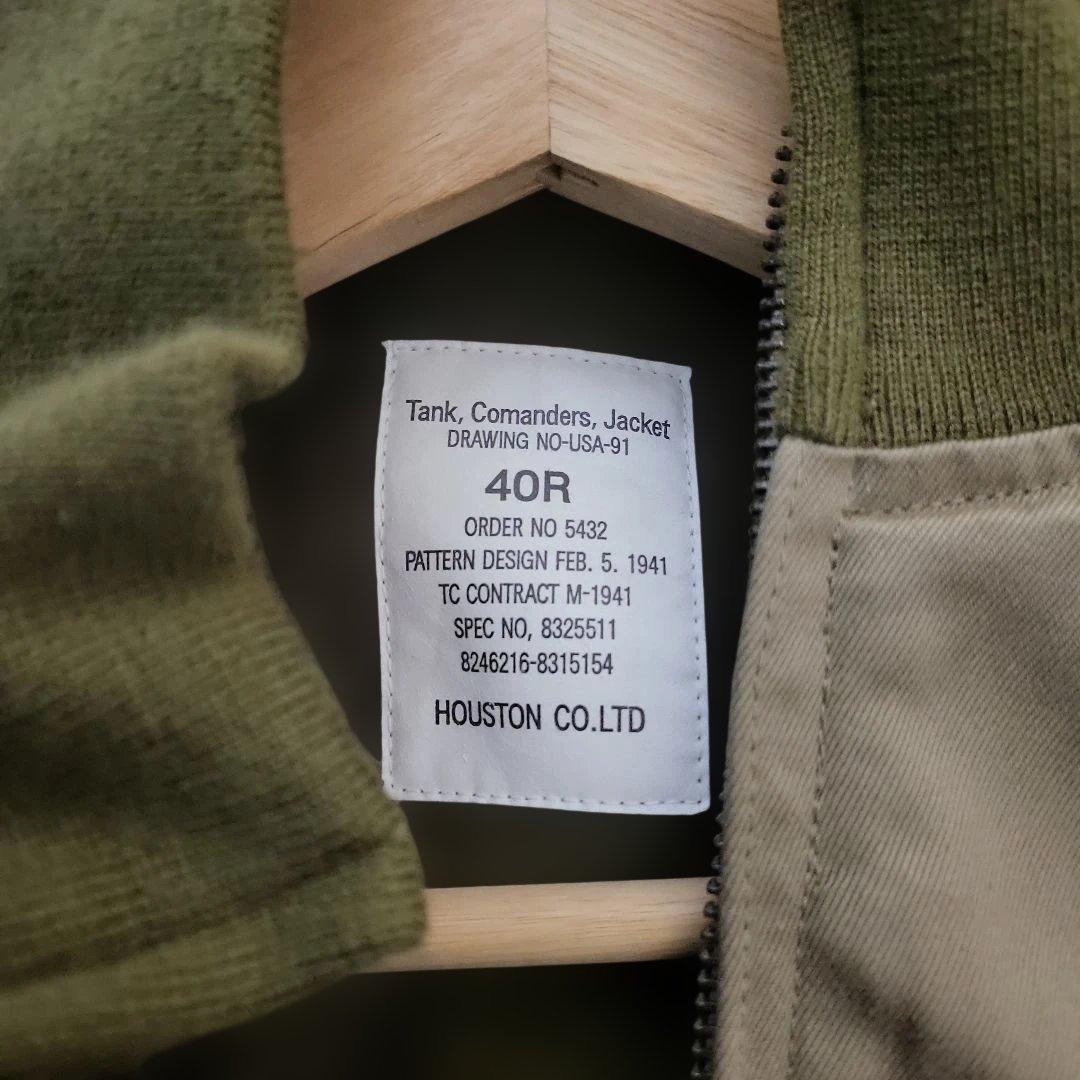 Tank, Comanders, Jacket
DRAWING NO-USA-91
40R
ORDER NO 5432
PATTERN DESIGN FEB. 5. 1941
TC CONTRACT M-1941
SPEC NO, 8325511
8246216-8315154
HOUSTON CO.LTD